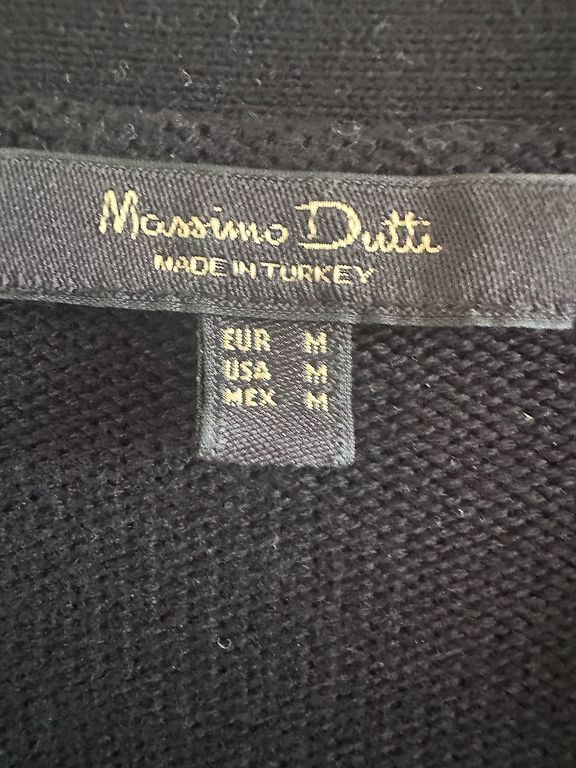 Massimo Dutti
MADE IN TURKEY
EUR M
USA M
MEX M